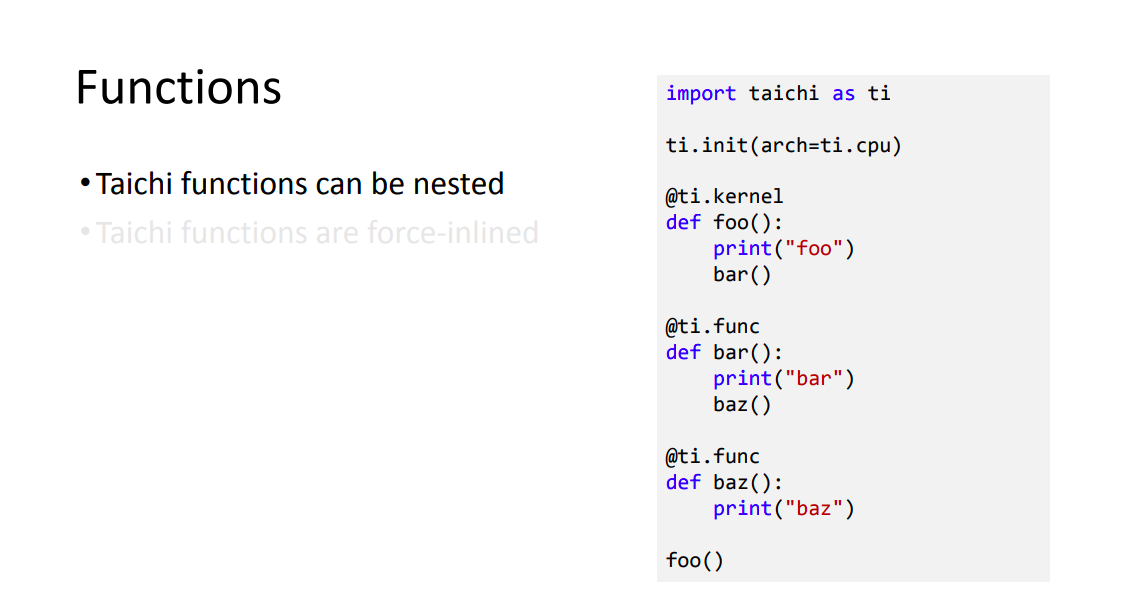 Functions
•Taichi functions can be nested
•Taichi functions are force-inlined
import taichi as ti
ti.init(arch=ti.cpu)
@ti.kernel
def foo():
    print("foo")
    bar()
@ti.func
def bar():
    print("bar")
    baz()
@ti.func
def baz():
    print("baz")
foo()